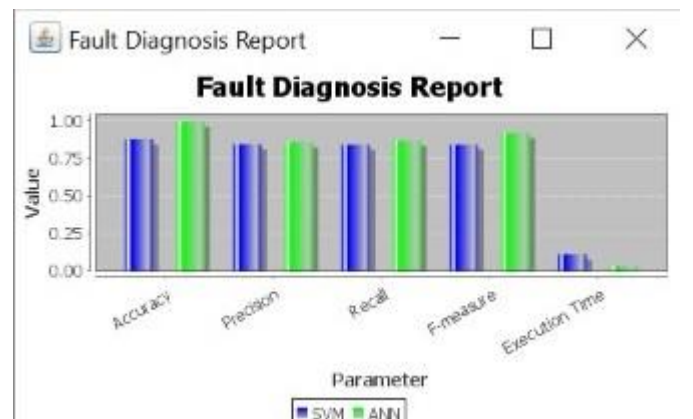 Fault Diagnosis Report
Fault Diagnosis Report
1.00
0.75
0.50
0.25
0.00
Value
Accuracy
Precision
Recall
F-measure
Execution Time
Parameter
SVM ANN